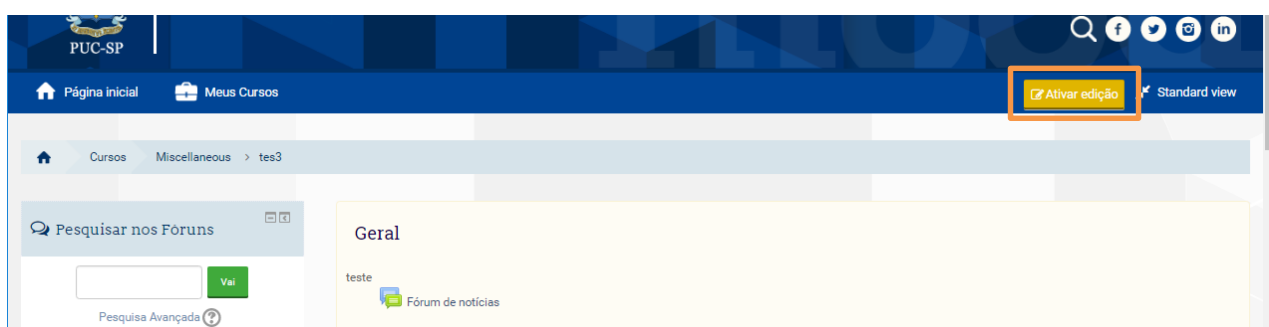 PUC-SP
Página inicial Meus Cursos Ativar edição Standard view
Cursos Miscellaneous > tes3
Pesquisar nos Fóruns
Vai
Pesquisa Avançada
Geral
teste
Fórum de notícias